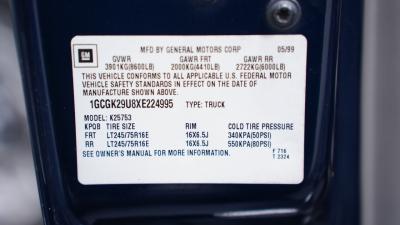 GM
MFD BY GENERAL MOTORS CORP 05/99
GVWR GAWR FRT GAWR RR
3901KG(8600LB) 2000KG(4410LB) 2722KG(6000LB)
THIS VEHICLE CONFORMS TO ALL APPLICABLE U.S. FEDERAL MOTOR
VEHICLE SAFETY STANDARDS IN EFFECT ON THE DATE OF
MANUFACTURE SHOWN ABOVE.
1GCGK29U8XE224995 TYPE: TRUCK
MODEL: K25753
KPOB TIRE SIZE RIM COLD TIRE PRESSURE
FRT LT245/75R16E 16X6.5J 340KPA(50PSI)
RR LT245/75R16E 16X6.5J 550KPA(80PSI)
SEE OWNER'S MANUAL FOR MORE INFORMATION.
F 716
T 2324